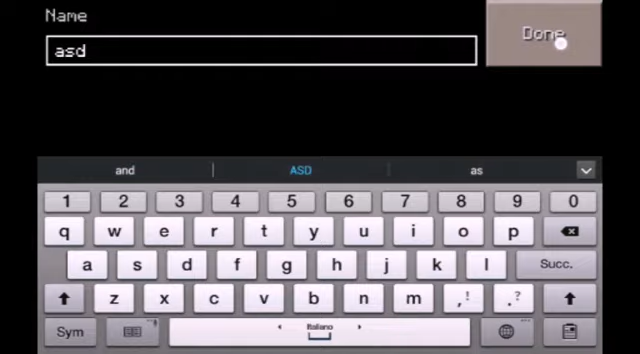 Name
asd
Done
and ASD as
1 2 3 4 5 6 7 8 9 0
q w e r t y u i o p
a s d f g h j k l Succ.
z x c v b n m ,! .?
Sym Italiano